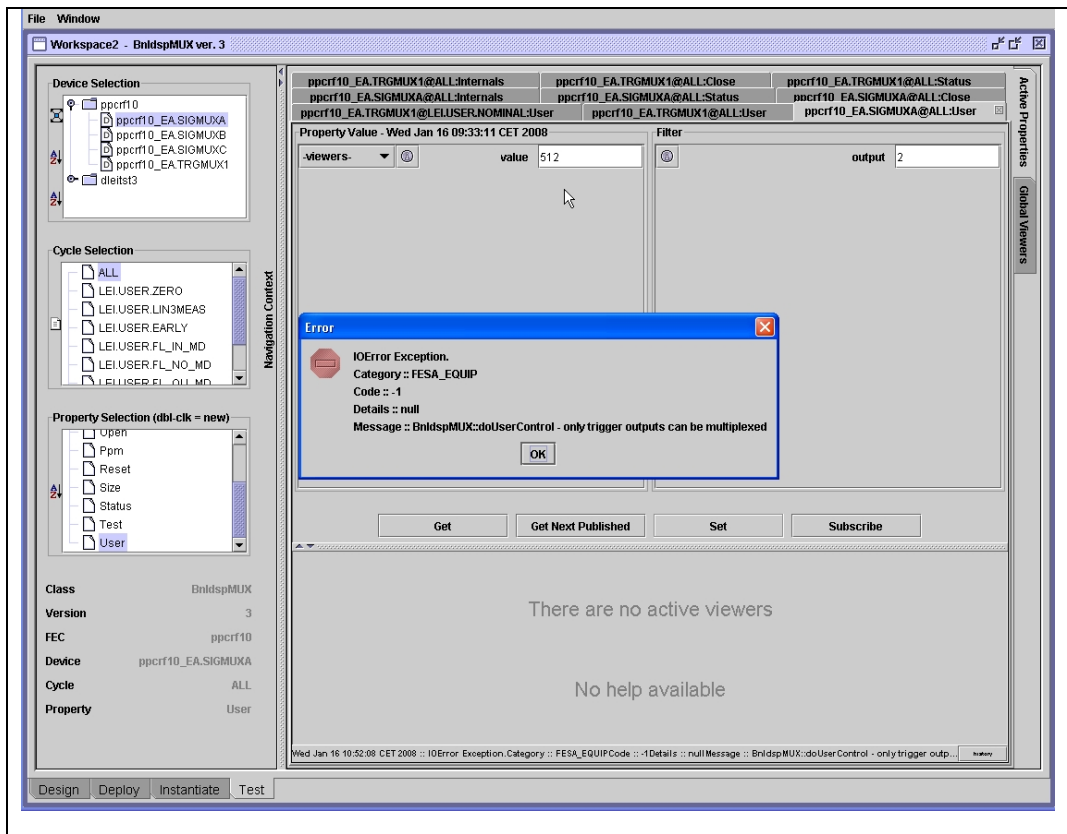 File Window
Workspace2 - BnldspMUX ver. 3
Device Selection
ppcrf10
ppcrf10_EA.SIGMUXA
ppcrf10_EA.SIGMUXB
ppcrf10_EA.SIGMUXC
ppcrf10_EA.TRGMUX1
dleitst3
Cycle Selection
ALL
LEI.USER.ZERO
LEI.USER.LIN3MEAS
LEI.USER.EARLY
LEI.USER.FL_IN_MD
LEI.USER.FL_NO_MD
LEI.USER.FL_OU_MD
Property Selection (dbl-clk = new)
Open
Ppm
Reset
Size
Status
Test
User
Class BnldspMUX
Version 3
FEC ppcrf10
Device ppcrf10_EA.SIGMUXA
Cycle ALL
Property User
Navigation Context
ppcrf10_EA.TRGMUX1@ALL:Internals ppcrf10_EA.TRGMUX1@ALL:Close ppcrf10_EA.TRGMUX1@ALL:Status
ppcrf10_EA.SIGMUXA@ALL:Internals ppcrf10_EA.SIGMUXA@ALL:Status ppcrf10_EA.SIGMUXA@ALL:Close
ppcrf10_EA.TRGMUX1@LEI.USER.NOMINAL:User ppcrf10_EA.TRGMUX1@ALL:User ppcrf10_EA.SIGMUXA@ALL:User
Property Value - Wed Jan 16 09:33:11 CET 2008
-viewers- value 512
Filter
output 2
Error
IOError Exception.
Category :: FESA_EQUIP
Code :: -1
Details :: null
Message :: BnldspMUX::doUserControl - only trigger outputs can be multiplexed
OK
Get Get Next Published Set Subscribe
There are no active viewers
No help available
Wed Jan 16 10:52:08 CET 2008 :: IOError Exception.Category :: FESA_EQUIPCode :: -1Details :: nullMessage :: BnldspMUX::doUserControl - only trigger outp... history
Active Properties
Global Viewers
Design Deploy Instantiate Test